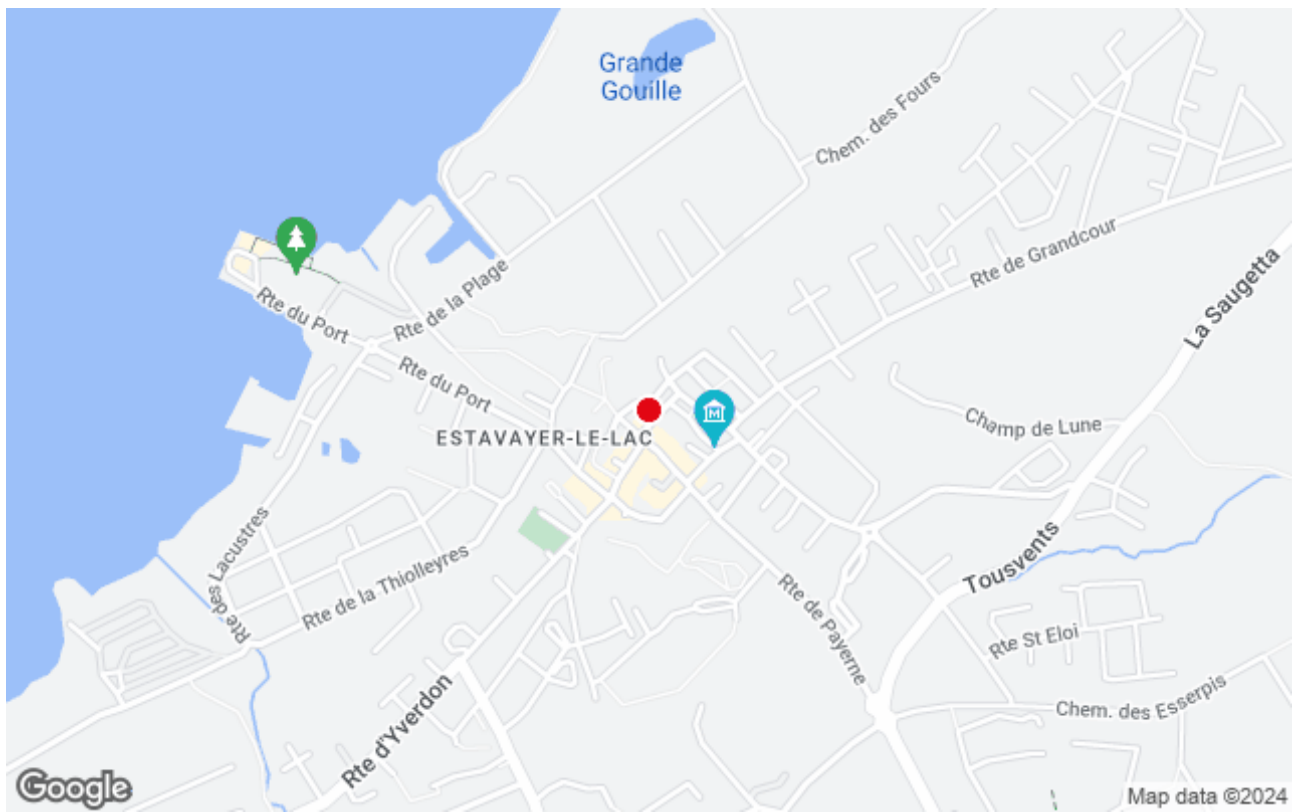 Grande
Gouille
Chem. des Fours
Rte de Grandcour
La Saugetta
Rte de la Plage
Rte du Port
Rte du Port
ESTAVAYER-LE-LAC
M
Champ de Lune
Rte des Lacustres
Rte de la Thiolleyres
Tousvents
Rte de Payerne
Rte St Eloi
Chem. des Esserpis
Rte d'Yverdon
Google
Map data ©2024